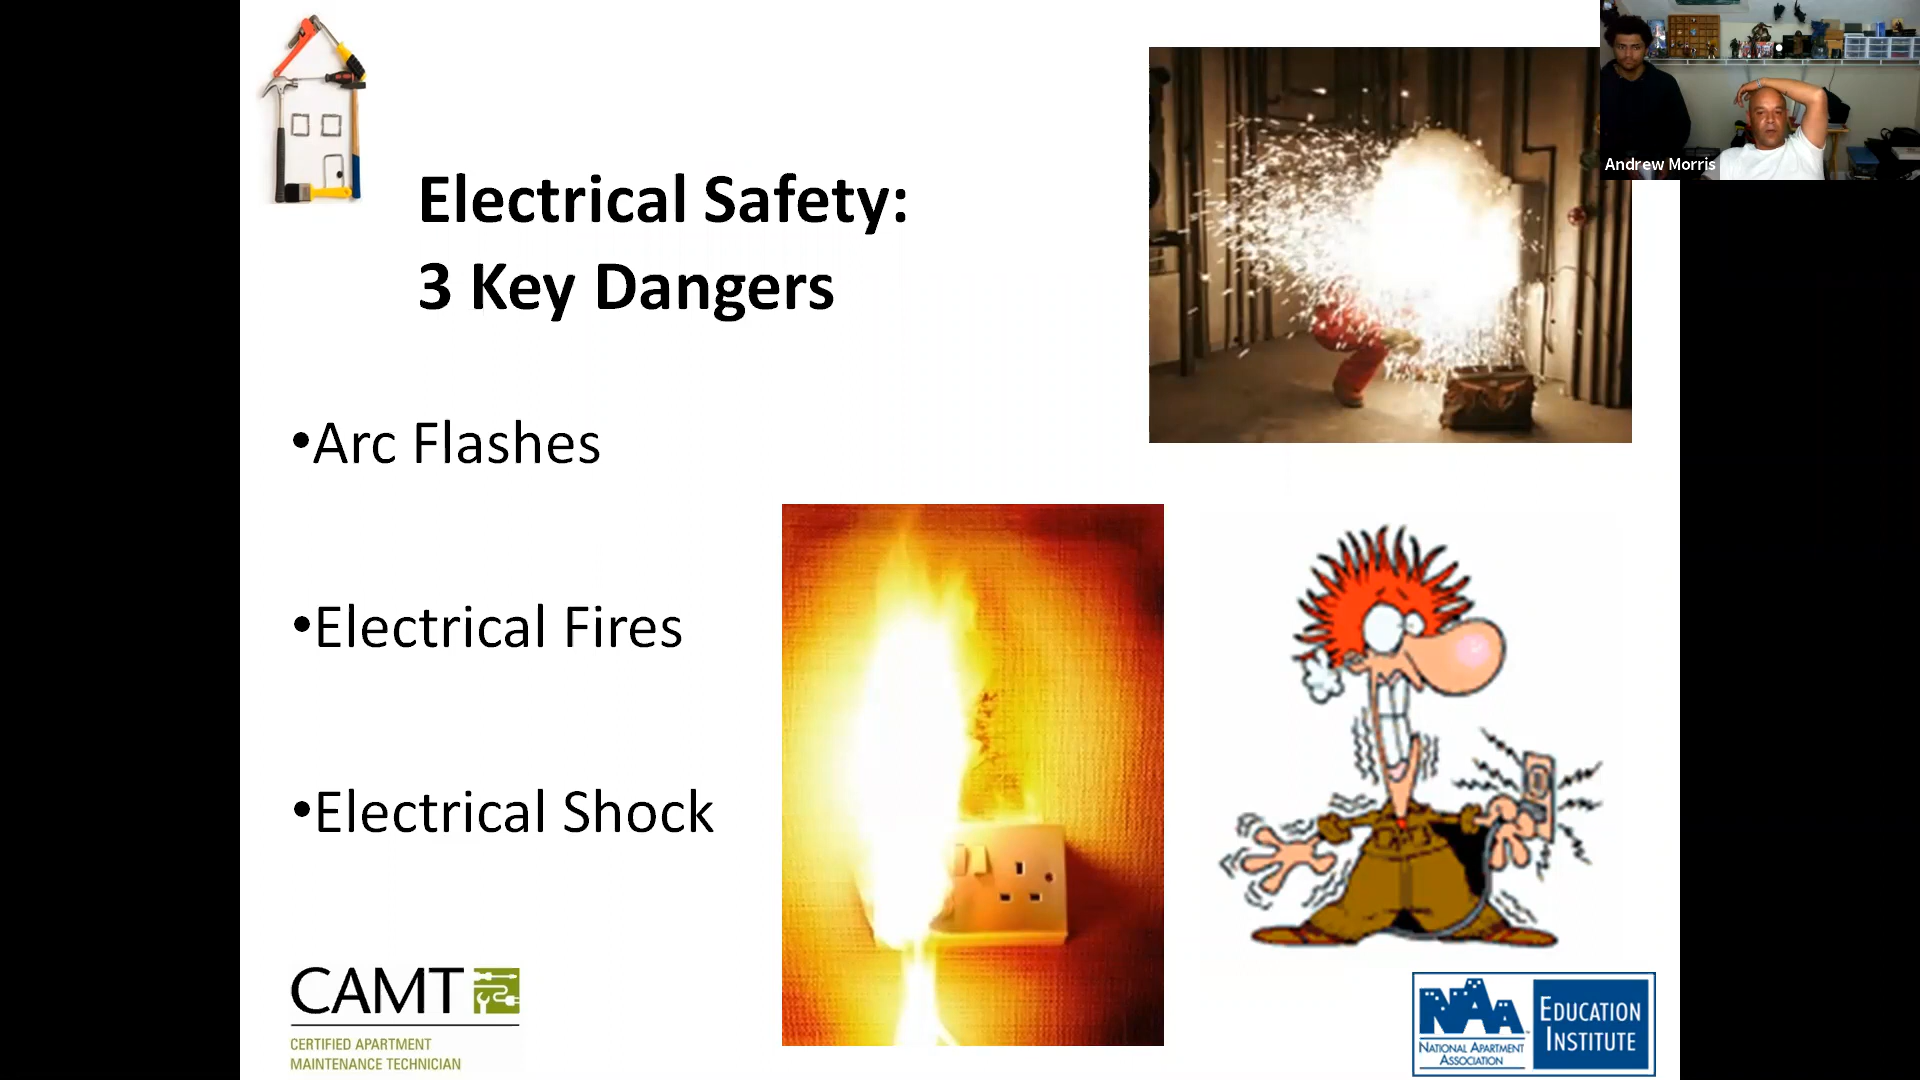 Andrew Morris
Electrical Safety:
3 Key Dangers
•Arc Flashes
•Electrical Fires
•Electrical Shock
CAMT
CERTIFIED APARTMENT
MAINTENANCE TECHNICIAN
NAA
NATIONAL APARTMENT
ASSOCIATION
EDUCATION
INSTITUTE